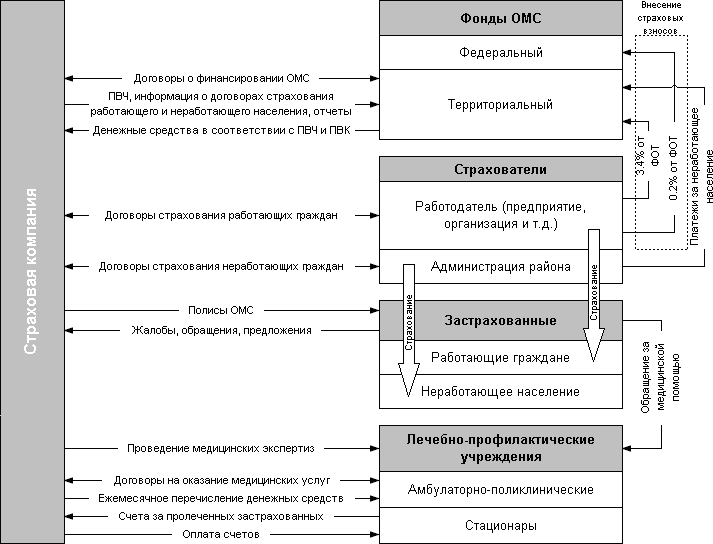 Страховая компания
Фонды ОМС
Федеральный
Территориальный
Внесение
страховых
взносов
Договоры о финансировании ОМС
ПВЧ, информация о договорах страхования
работающего и неработающего населения, отчеты
Денежные средства в соответствии с ПВЧ и ПВК
3.4% от
ФОТ
0.2% от ФОТ
Платежи за неработающее
население
Страхователи
Работодатель (предприятие,
организация и т.д.)
Администрация района
Договоры страхования работающих граждан
Договоры страхования неработающих граждан
Страхование
Страхование
Полисы ОМС
Жалобы, обращения, предложения
Застрахованные
Работающие граждане
Неработающее население
Обращение за
медицинской
помощью
Лечебно-профилактические
учреждения
Амбулаторно-поликлинические
Стационары
Проведение медицинских экспертиз
Договоры на оказание медицинских услуг
Ежемесячное перечисление денежных средств
Счета за пролеченных застрахованных
Оплата счетов